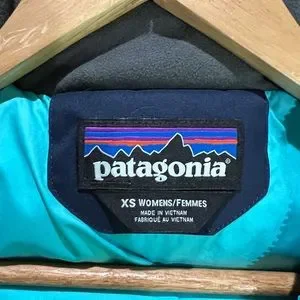 patagonia®
XS WOMENS/FEMMES
MADE IN VIETNAM
FABRIQUÉ AU VIETNAM